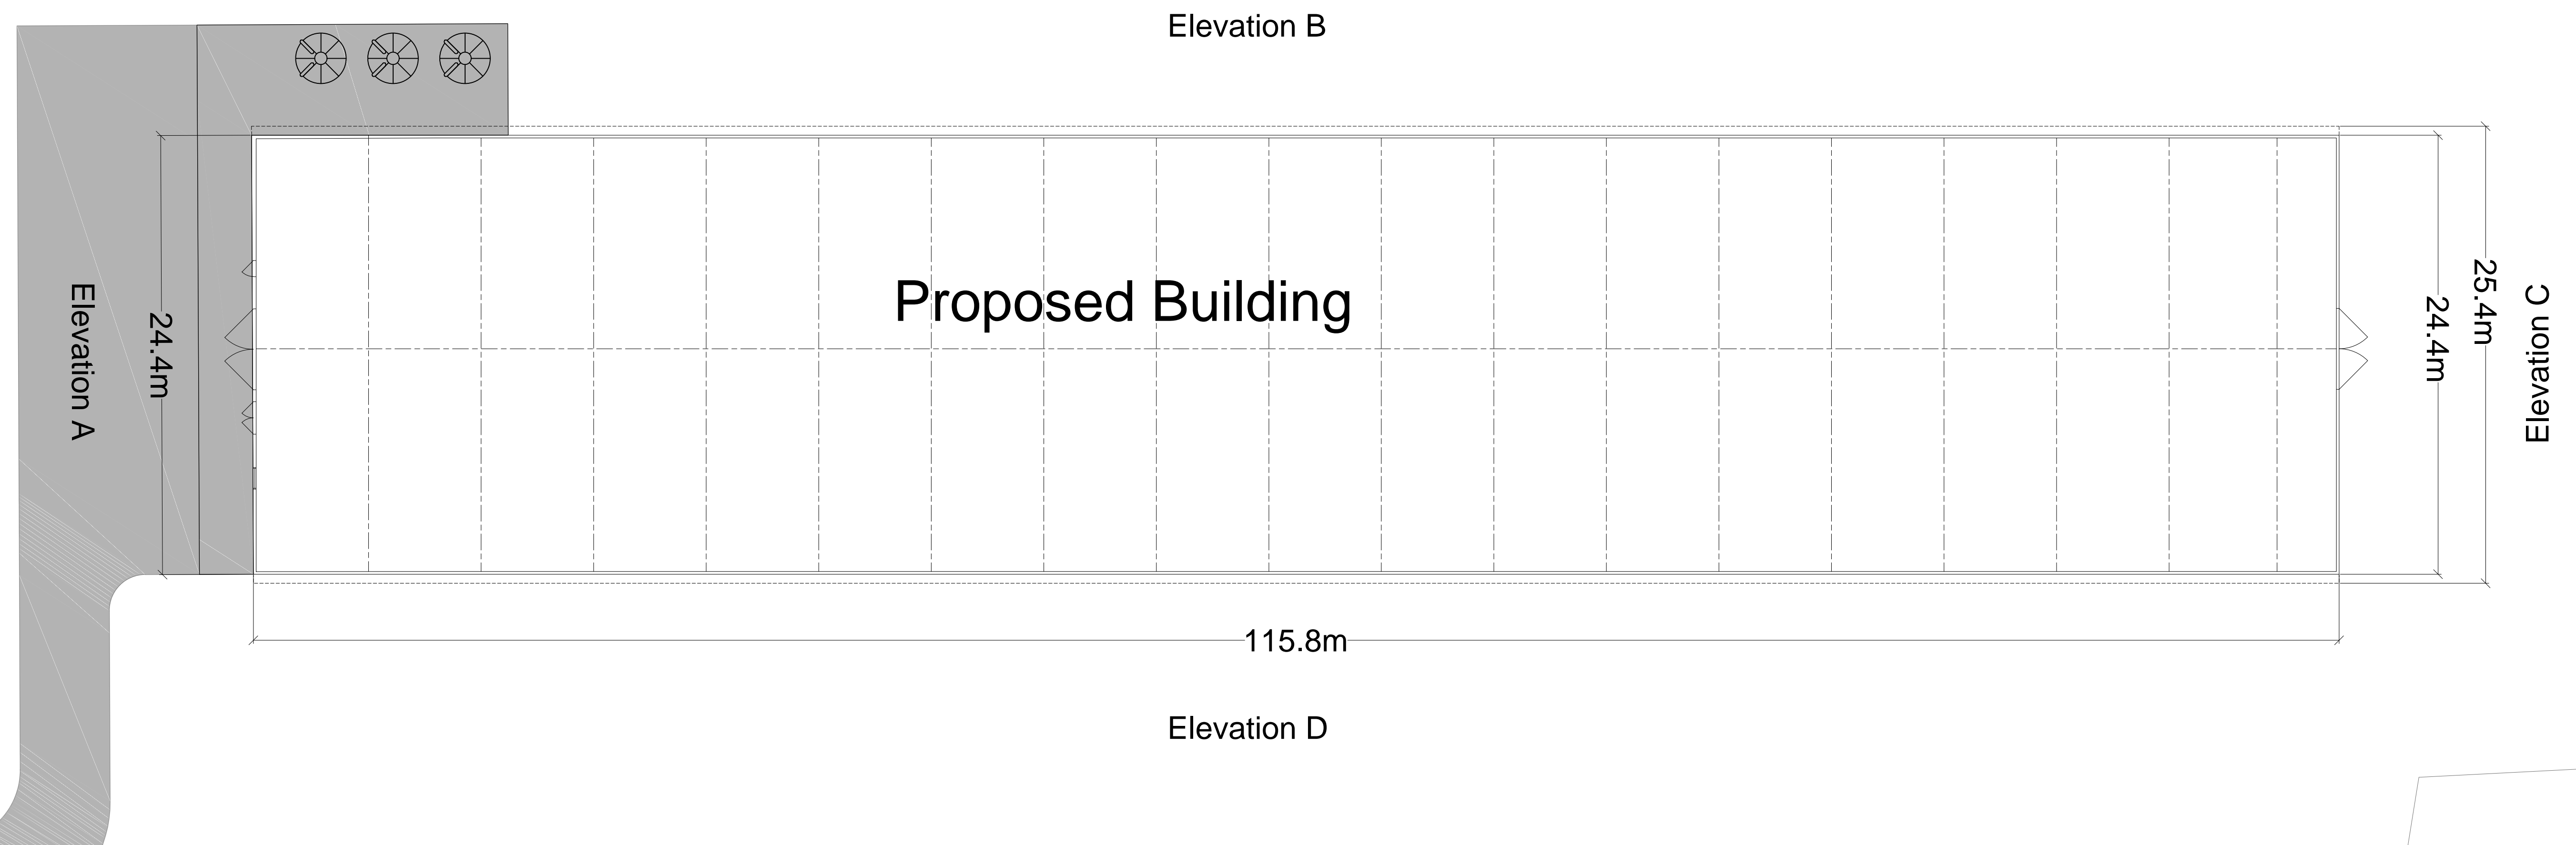 Elevation B
Elevation A
24.4m
Proposed Building
24.4m
25.4m
Elevation C
115.8m
Elevation D